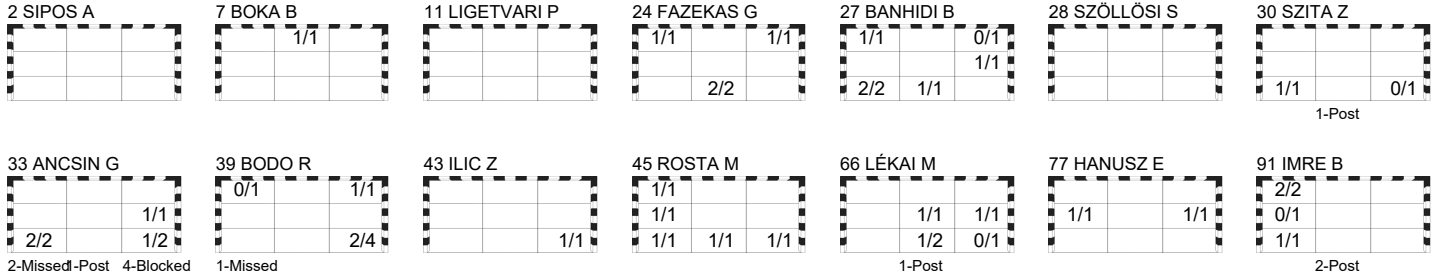 2 SIPOS A 7 BOKA B 11 LIGETVARI P 24 FAZEKAS G 27 BANHIDI B 28 SZÖLLÖSI S 30 SZITA Z
1/1 1/1 1/1 1/1 0/1
1/1
2/2 2/2 1/1 1/1 0/1
1-Post
33 ANCSIN G 39 BODO R 43 ILIC Z 45 ROSTA M 66 LÉKAI M 77 HANUSZ E 91 IMRE B
0/1 1/1 1/1 2/2
1/1 1/1 1/1 1/1 1/1 1/1 0/1
2/2 1/2 2/4 1/1 1/1 1/1 1/1 1/2 0/1 1/1
2-Missed 1-Post 4-Blocked 1-Missed 1-Post 2-Post